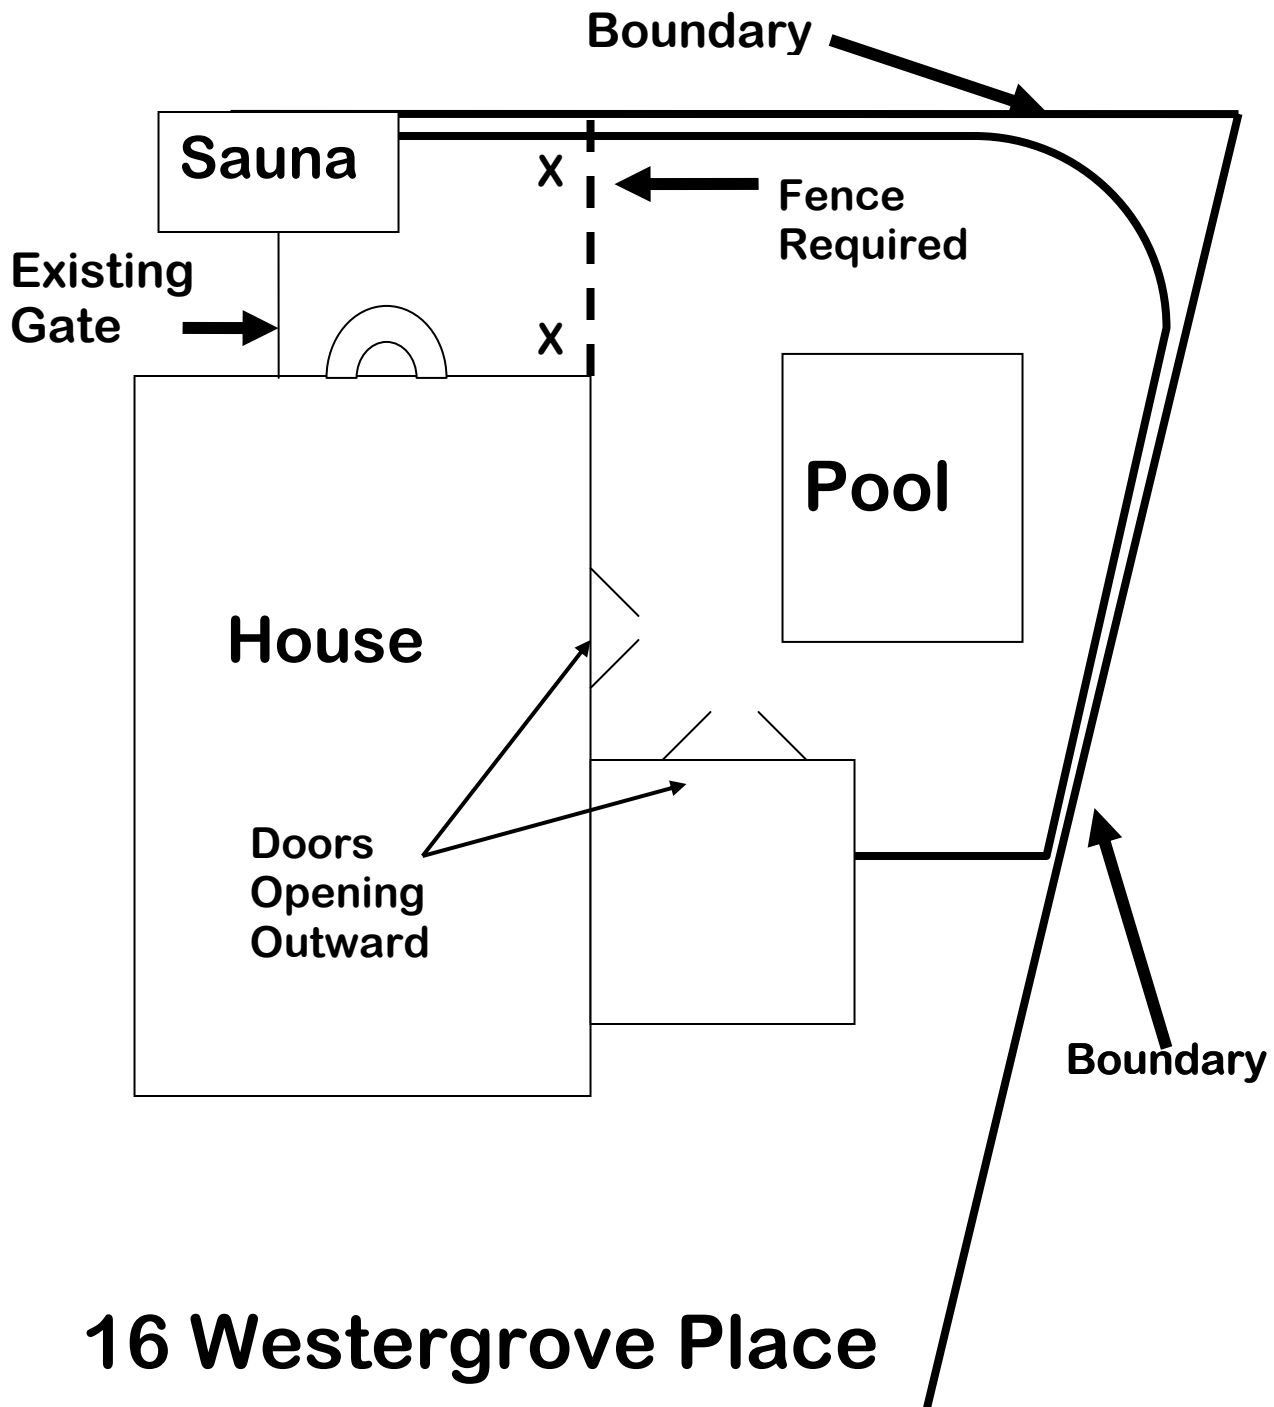 Boundary
Sauna
X
Fence
Required
Existing
Gate
X
Pool
House
Doors
Opening
Outward
Boundary
16 Westergrove Place